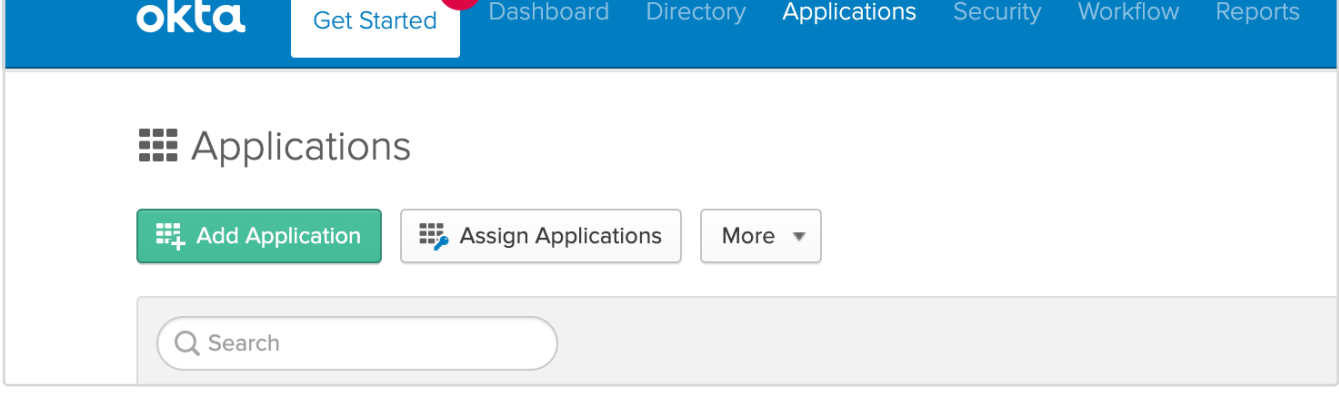 okta Get Started Dashboard Directory Applications Security Workflow Reports
Applications
Add Application Assign Applications More
Search